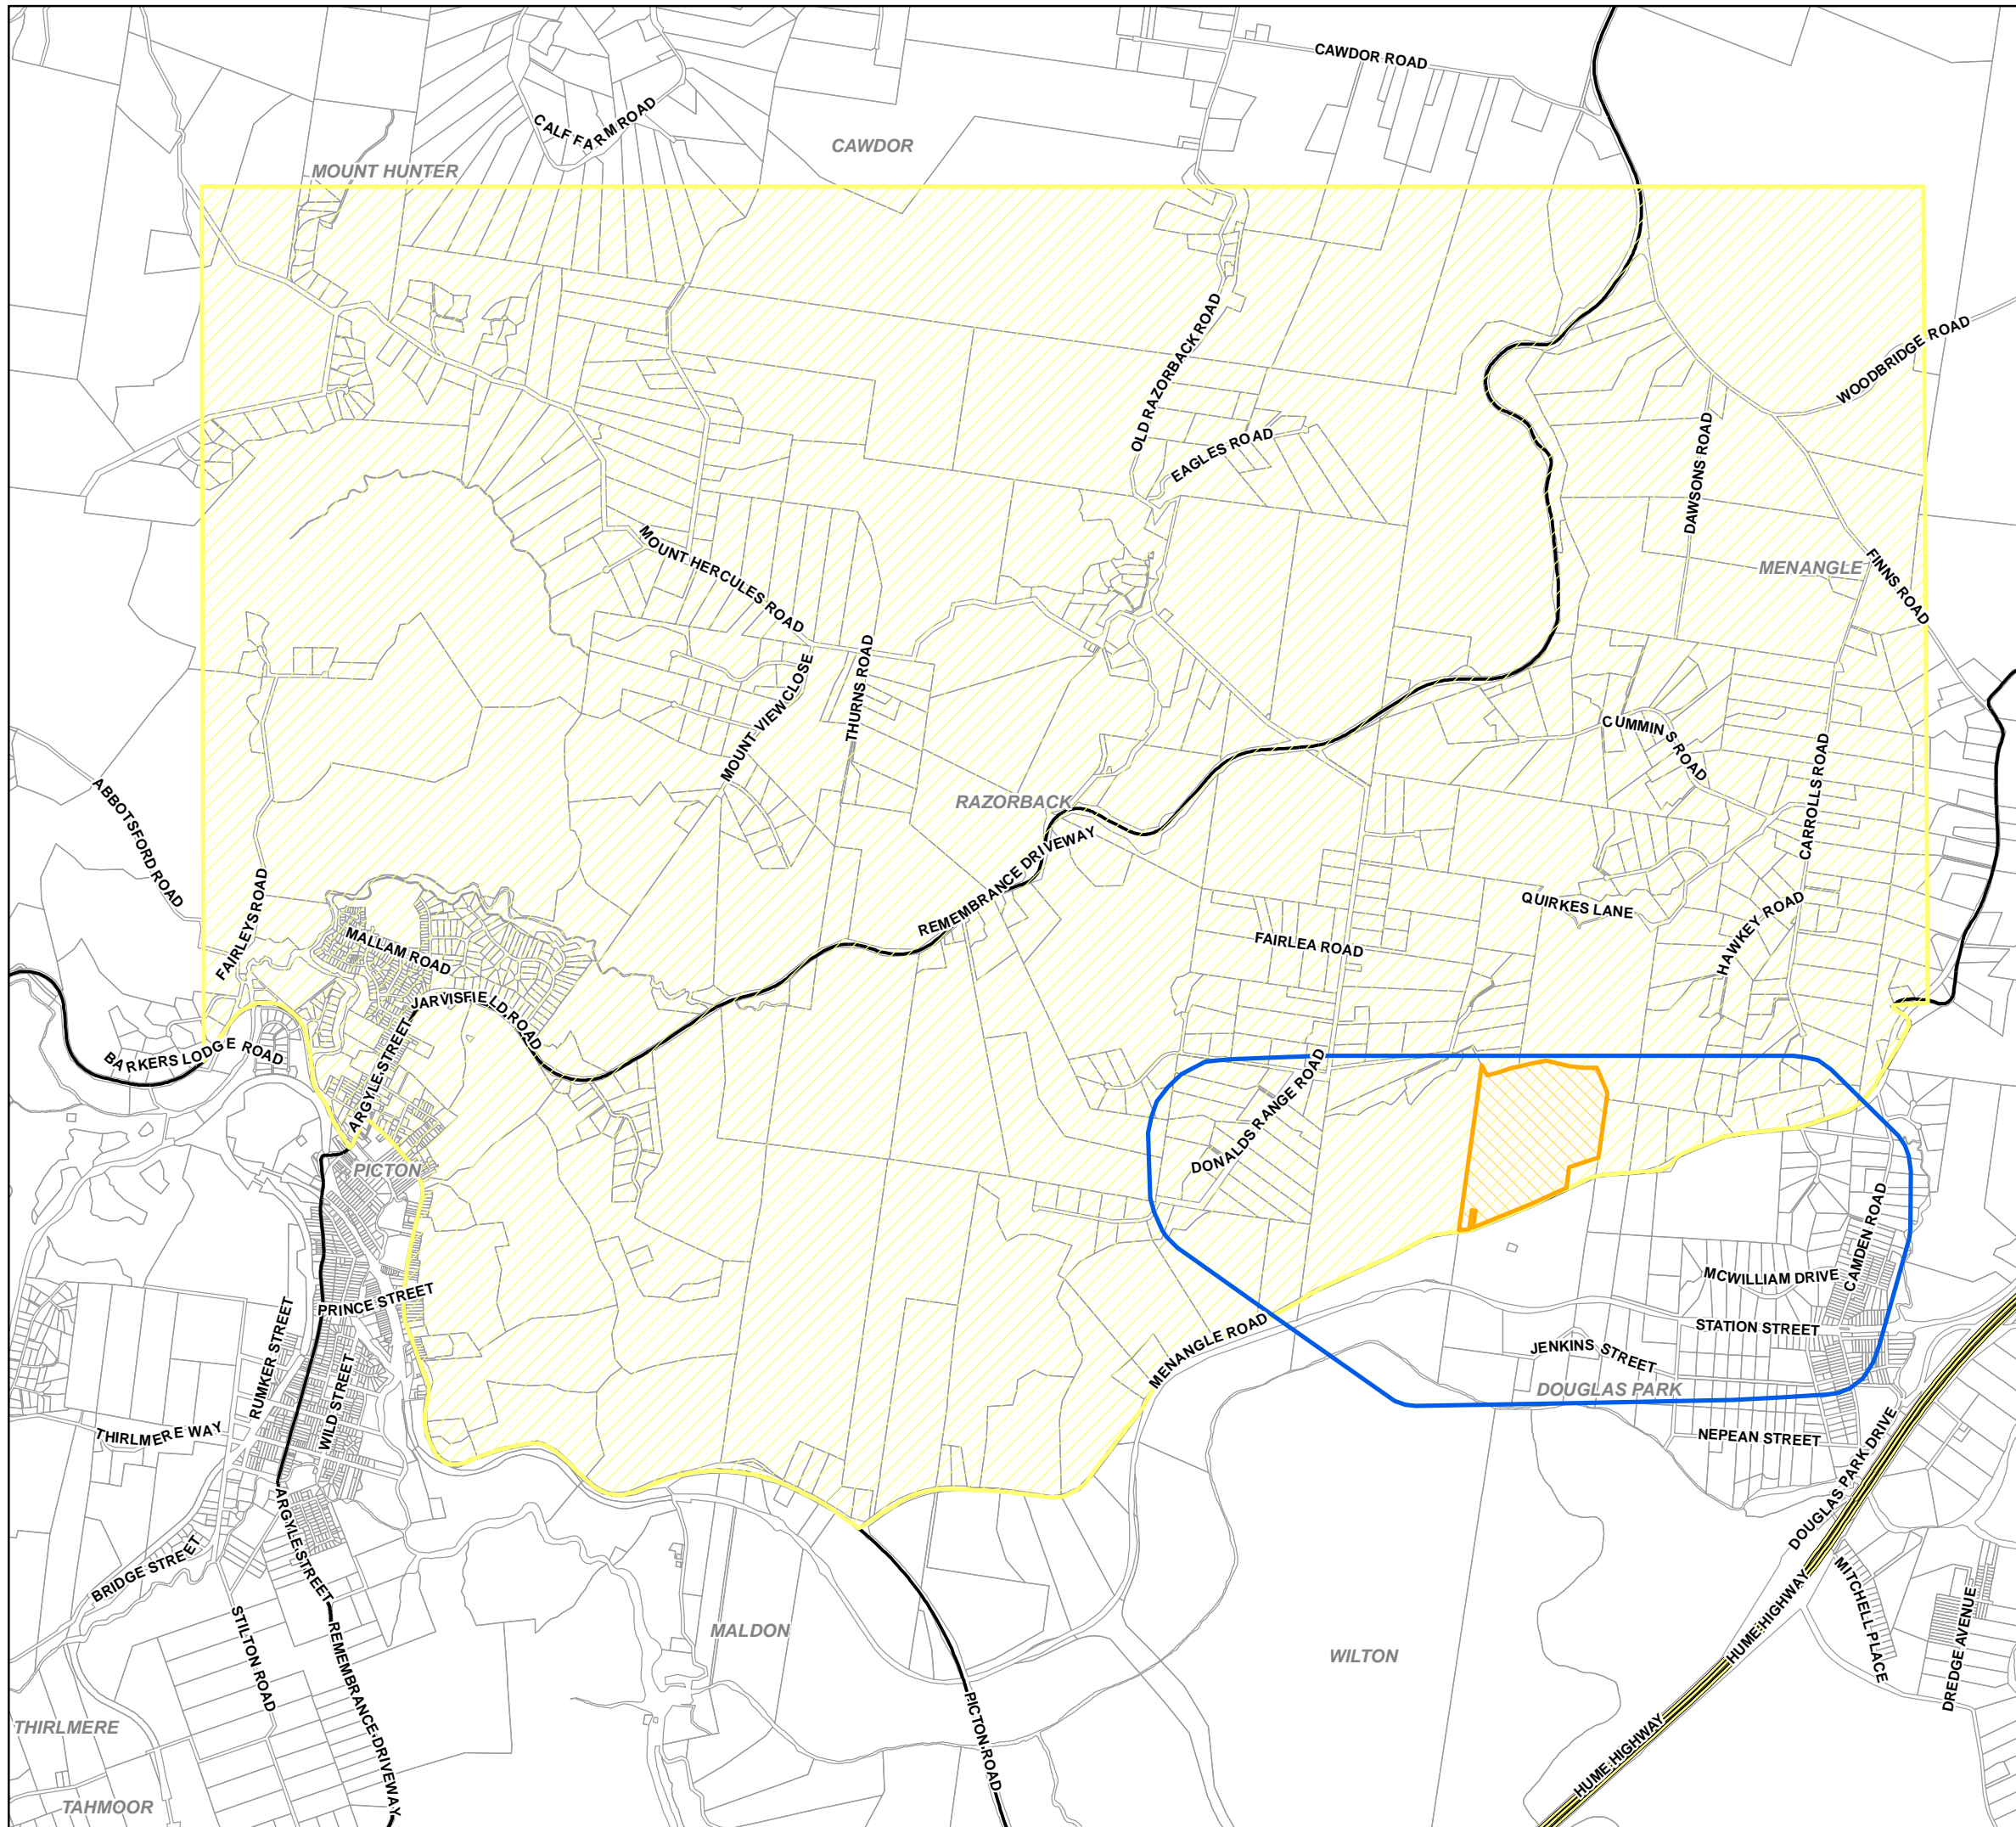 CAWDOR ROAD
CALF FARM ROAD
CAWDOR
MOUNT HUNTER
OLD RAZORBACK ROAD
WOODBRIDGE ROAD
EAGLES ROAD
DAWSONS ROAD
MOUNT HERCULES ROAD
MENANGLE
FINNS ROAD
MOUNT VIEW CLOSE
THURNS ROAD
CUMMINS ROAD
ABBOTSFORD ROAD
RAZORBACK
CARROLLS ROAD
REMEMBRANCE DRIVEWAY
FAIRLEYS ROAD
QUIRKES LANE
HAWKEY ROAD
MALLAM ROAD
FAIRLEA ROAD
JARVISFIELD ROAD
BARKERS LODGE ROAD
ARGYLE STREET
DONALDS RANGE ROAD
PICTON
CAMDEN ROAD
MCWILLIAM DRIVE
PRINCE STREET
STATION STREET
RUMKER STREET
MENANGLE ROAD
JENKINS STREET
DOUGLAS PARK
WILD STREET
THIRLMERE WAY
NEPEAN STREET
DOUGLAS PARK DRIVE
ARGYLE STREET
BRIDGE STREET
MITCHELL PLACE
HUME HIGHWAY
DREDGE AVENUE
STILTON ROAD
REMEMBRANCE DRIVEWAY
MALDON
WILTON
PICTON ROAD
THIRLMERE
HUME HIGHWAY
TAHMOOR